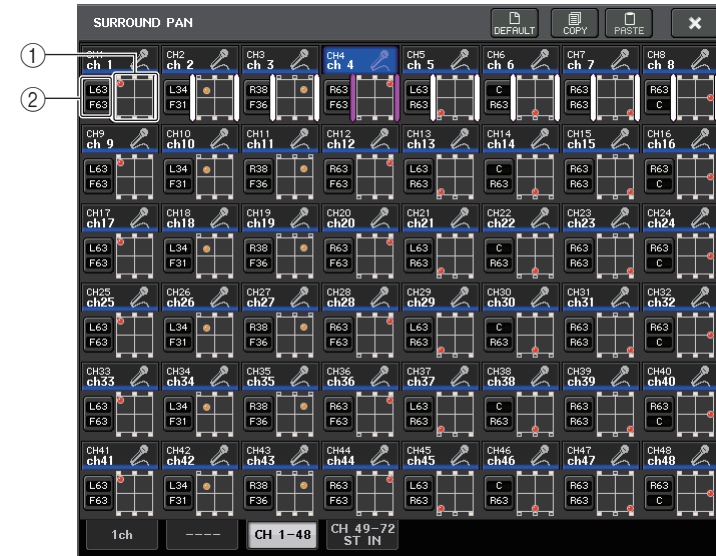 SURROUND PAN
DEFAULT COPY PASTE ×
① ②
CH1 CH2 CH3 CH4 CH5 CH6 CH7 CH8
ch 1 ch 2 ch 3 ch 4 ch 5 ch 6 ch 7 ch 8
L63 L34 R38 R63 L63 C R63 R63
F63 F31 F36 F63 R63 R63 R63 C
CH9 CH10 CH11 CH12 CH13 CH14 CH15 CH16
ch 9 ch10 ch11 ch12 ch13 ch14 ch15 ch16
L63 L34 R38 R63 L63 C R63 R63
F63 F31 F36 F63 R63 R63 R63 C
CH17 CH18 CH19 CH20 CH21 CH22 CH23 CH24
ch17 ch18 ch19 ch20 ch21 ch22 ch23 ch24
L63 L34 R38 R63 L63 C R63 R63
F63 F31 F36 F63 R63 R63 R63 C
CH25 CH26 CH27 CH28 CH29 CH30 CH31 CH32
ch25 ch26 ch27 ch28 ch29 ch30 ch31 ch32
L63 L34 R38 R63 L63 C R63 R63
F63 F31 F36 F63 R63 R63 R63 C
CH33 CH34 CH35 CH36 CH37 CH38 CH39 CH40
ch33 ch34 ch35 ch36 ch37 ch38 ch39 ch40
L63 L34 R38 R63 L63 C R63 R63
F63 F31 F36 F63 R63 R63 R63 C
CH41 CH42 CH43 CH44 CH45 CH46 CH47 CH48
ch41 ch42 ch43 ch44 ch45 ch46 ch47 ch48
L63 L34 R38 R63 L63 C R63 R63
F63 F31 F36 F63 R63 R63 R63 C
1ch ---- CH 1-48 CH 49-72
ST IN